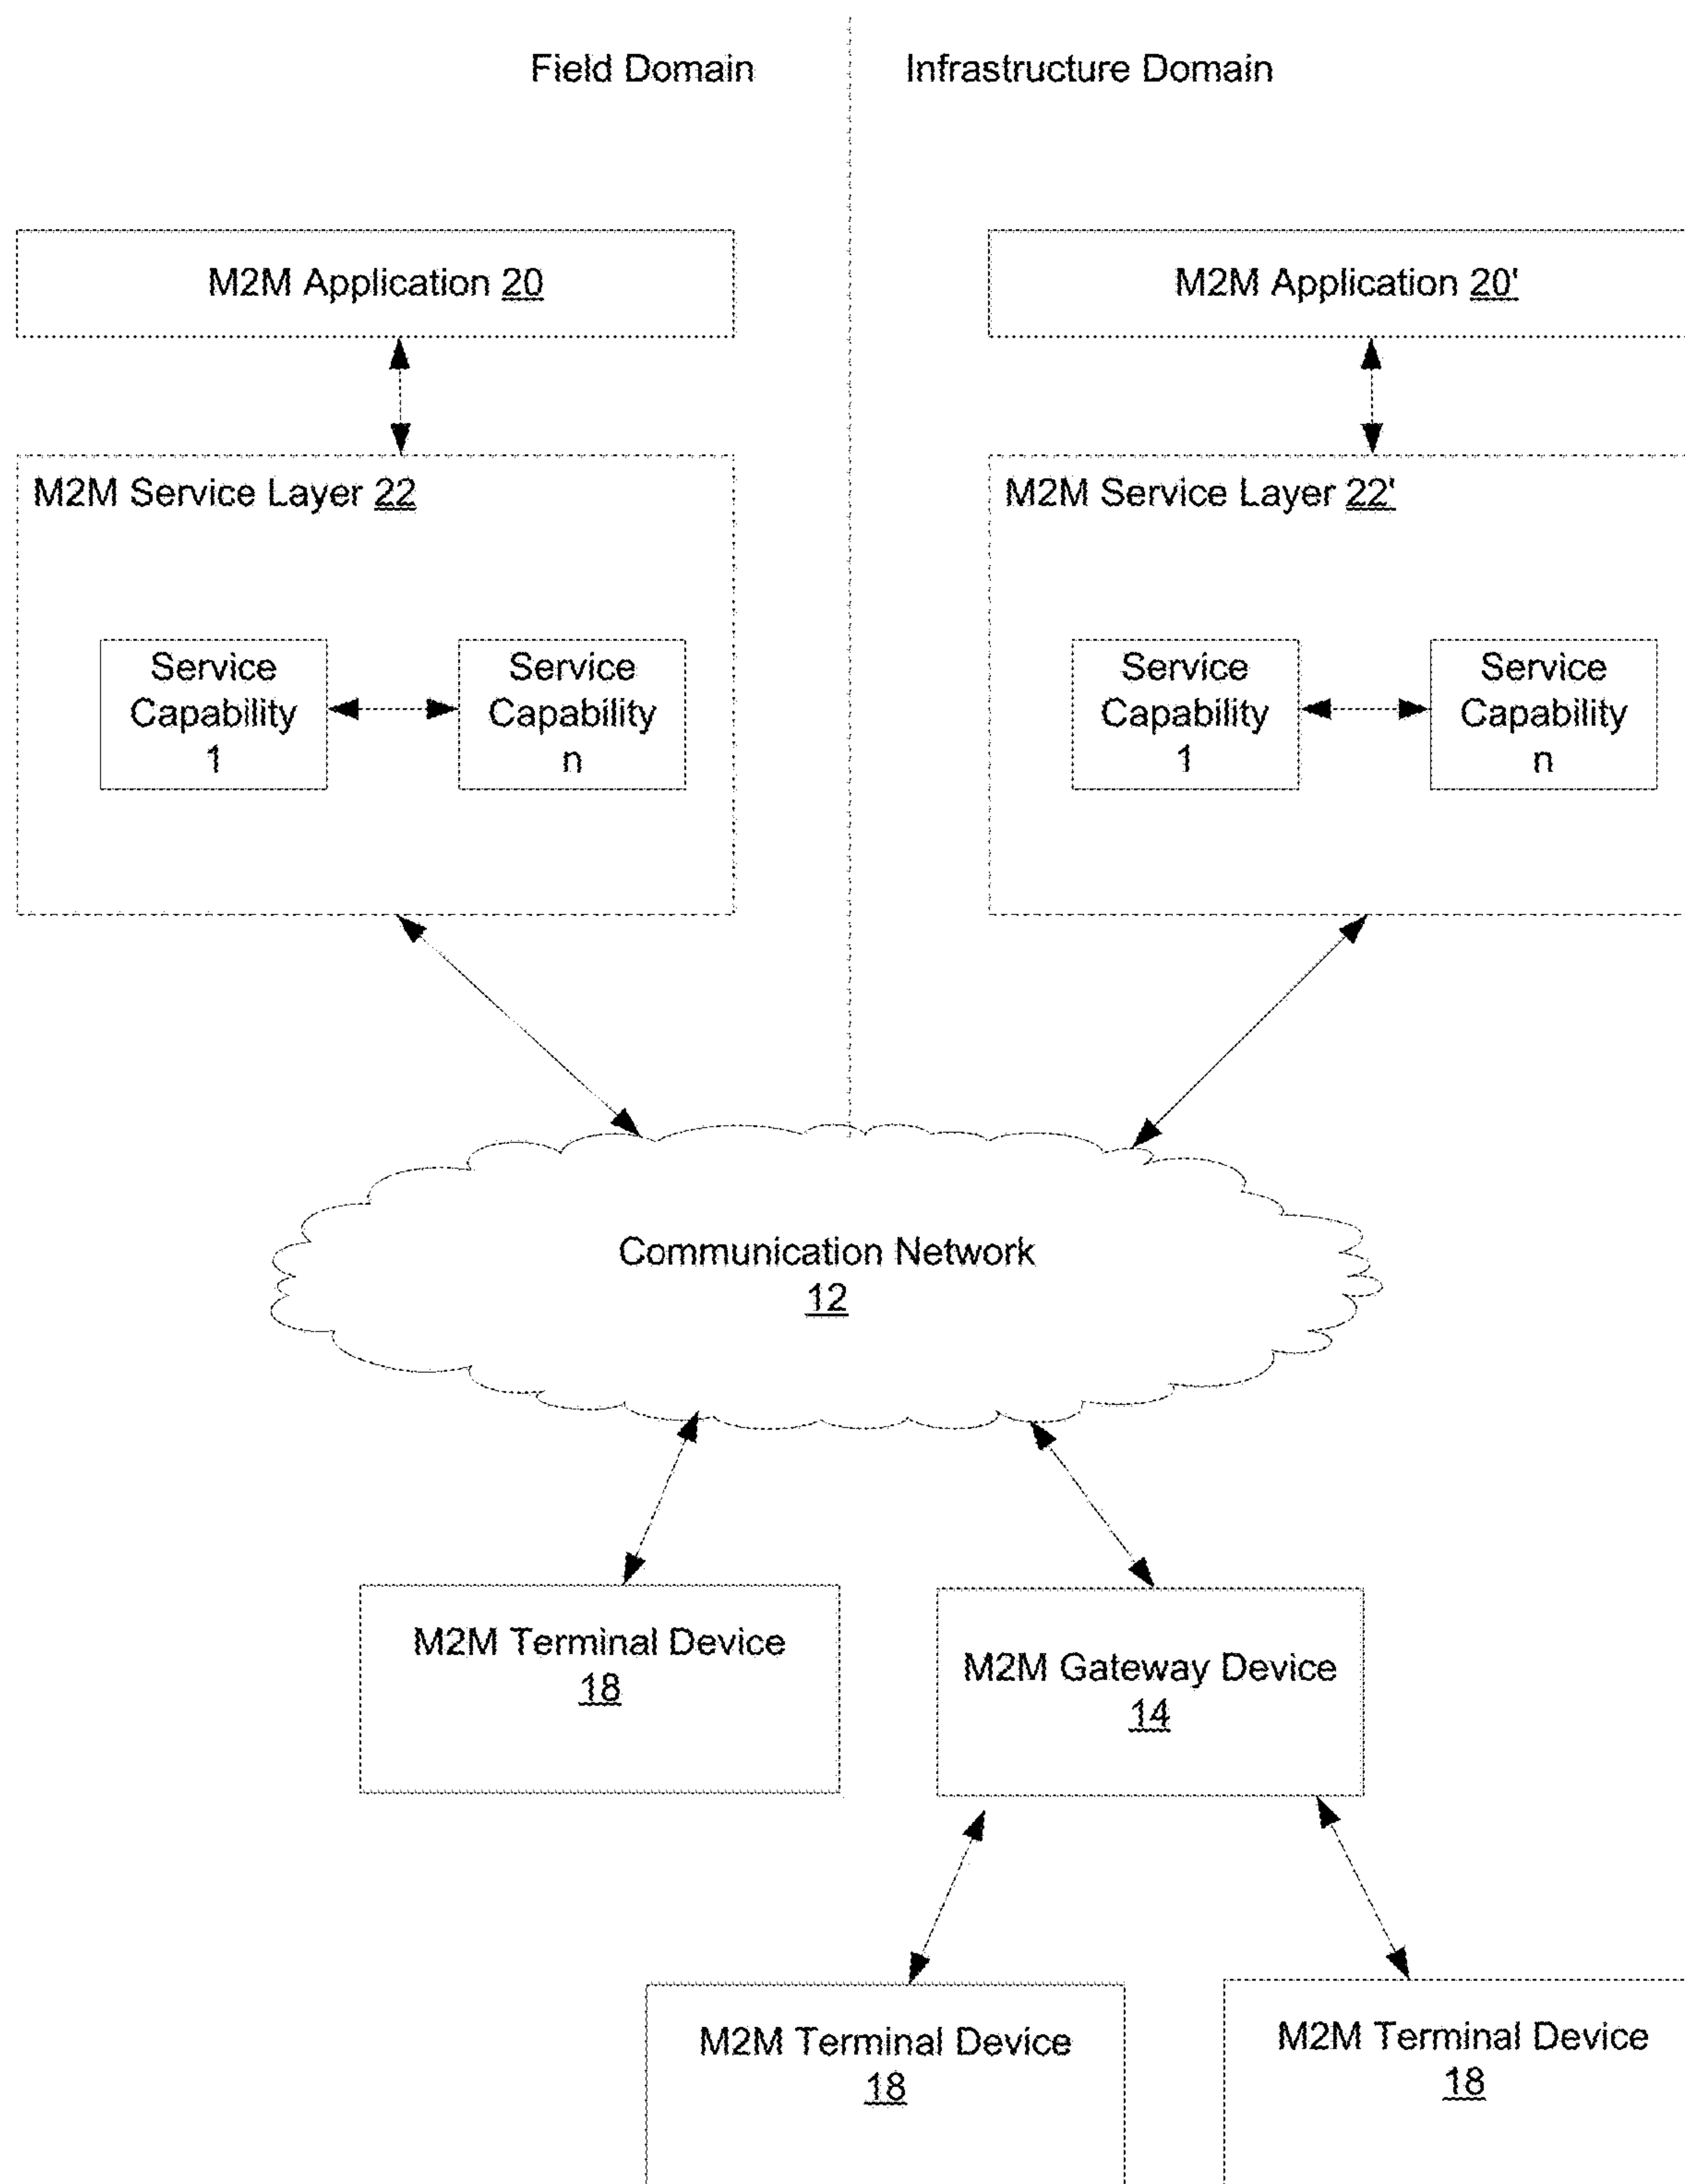 Field Domain
Infrastructure Domain
M2M Application 20
M2M Application 20'
M2M Service Layer 22
M2M Service Layer 22'
Service
Capability
1
Service
Capability
n
Service
Capability
1
Service
Capability
n
Communication Network
12
M2M Terminal Device
18
M2M Gateway Device
14
M2M Terminal Device
18
M2M Terminal Device
18